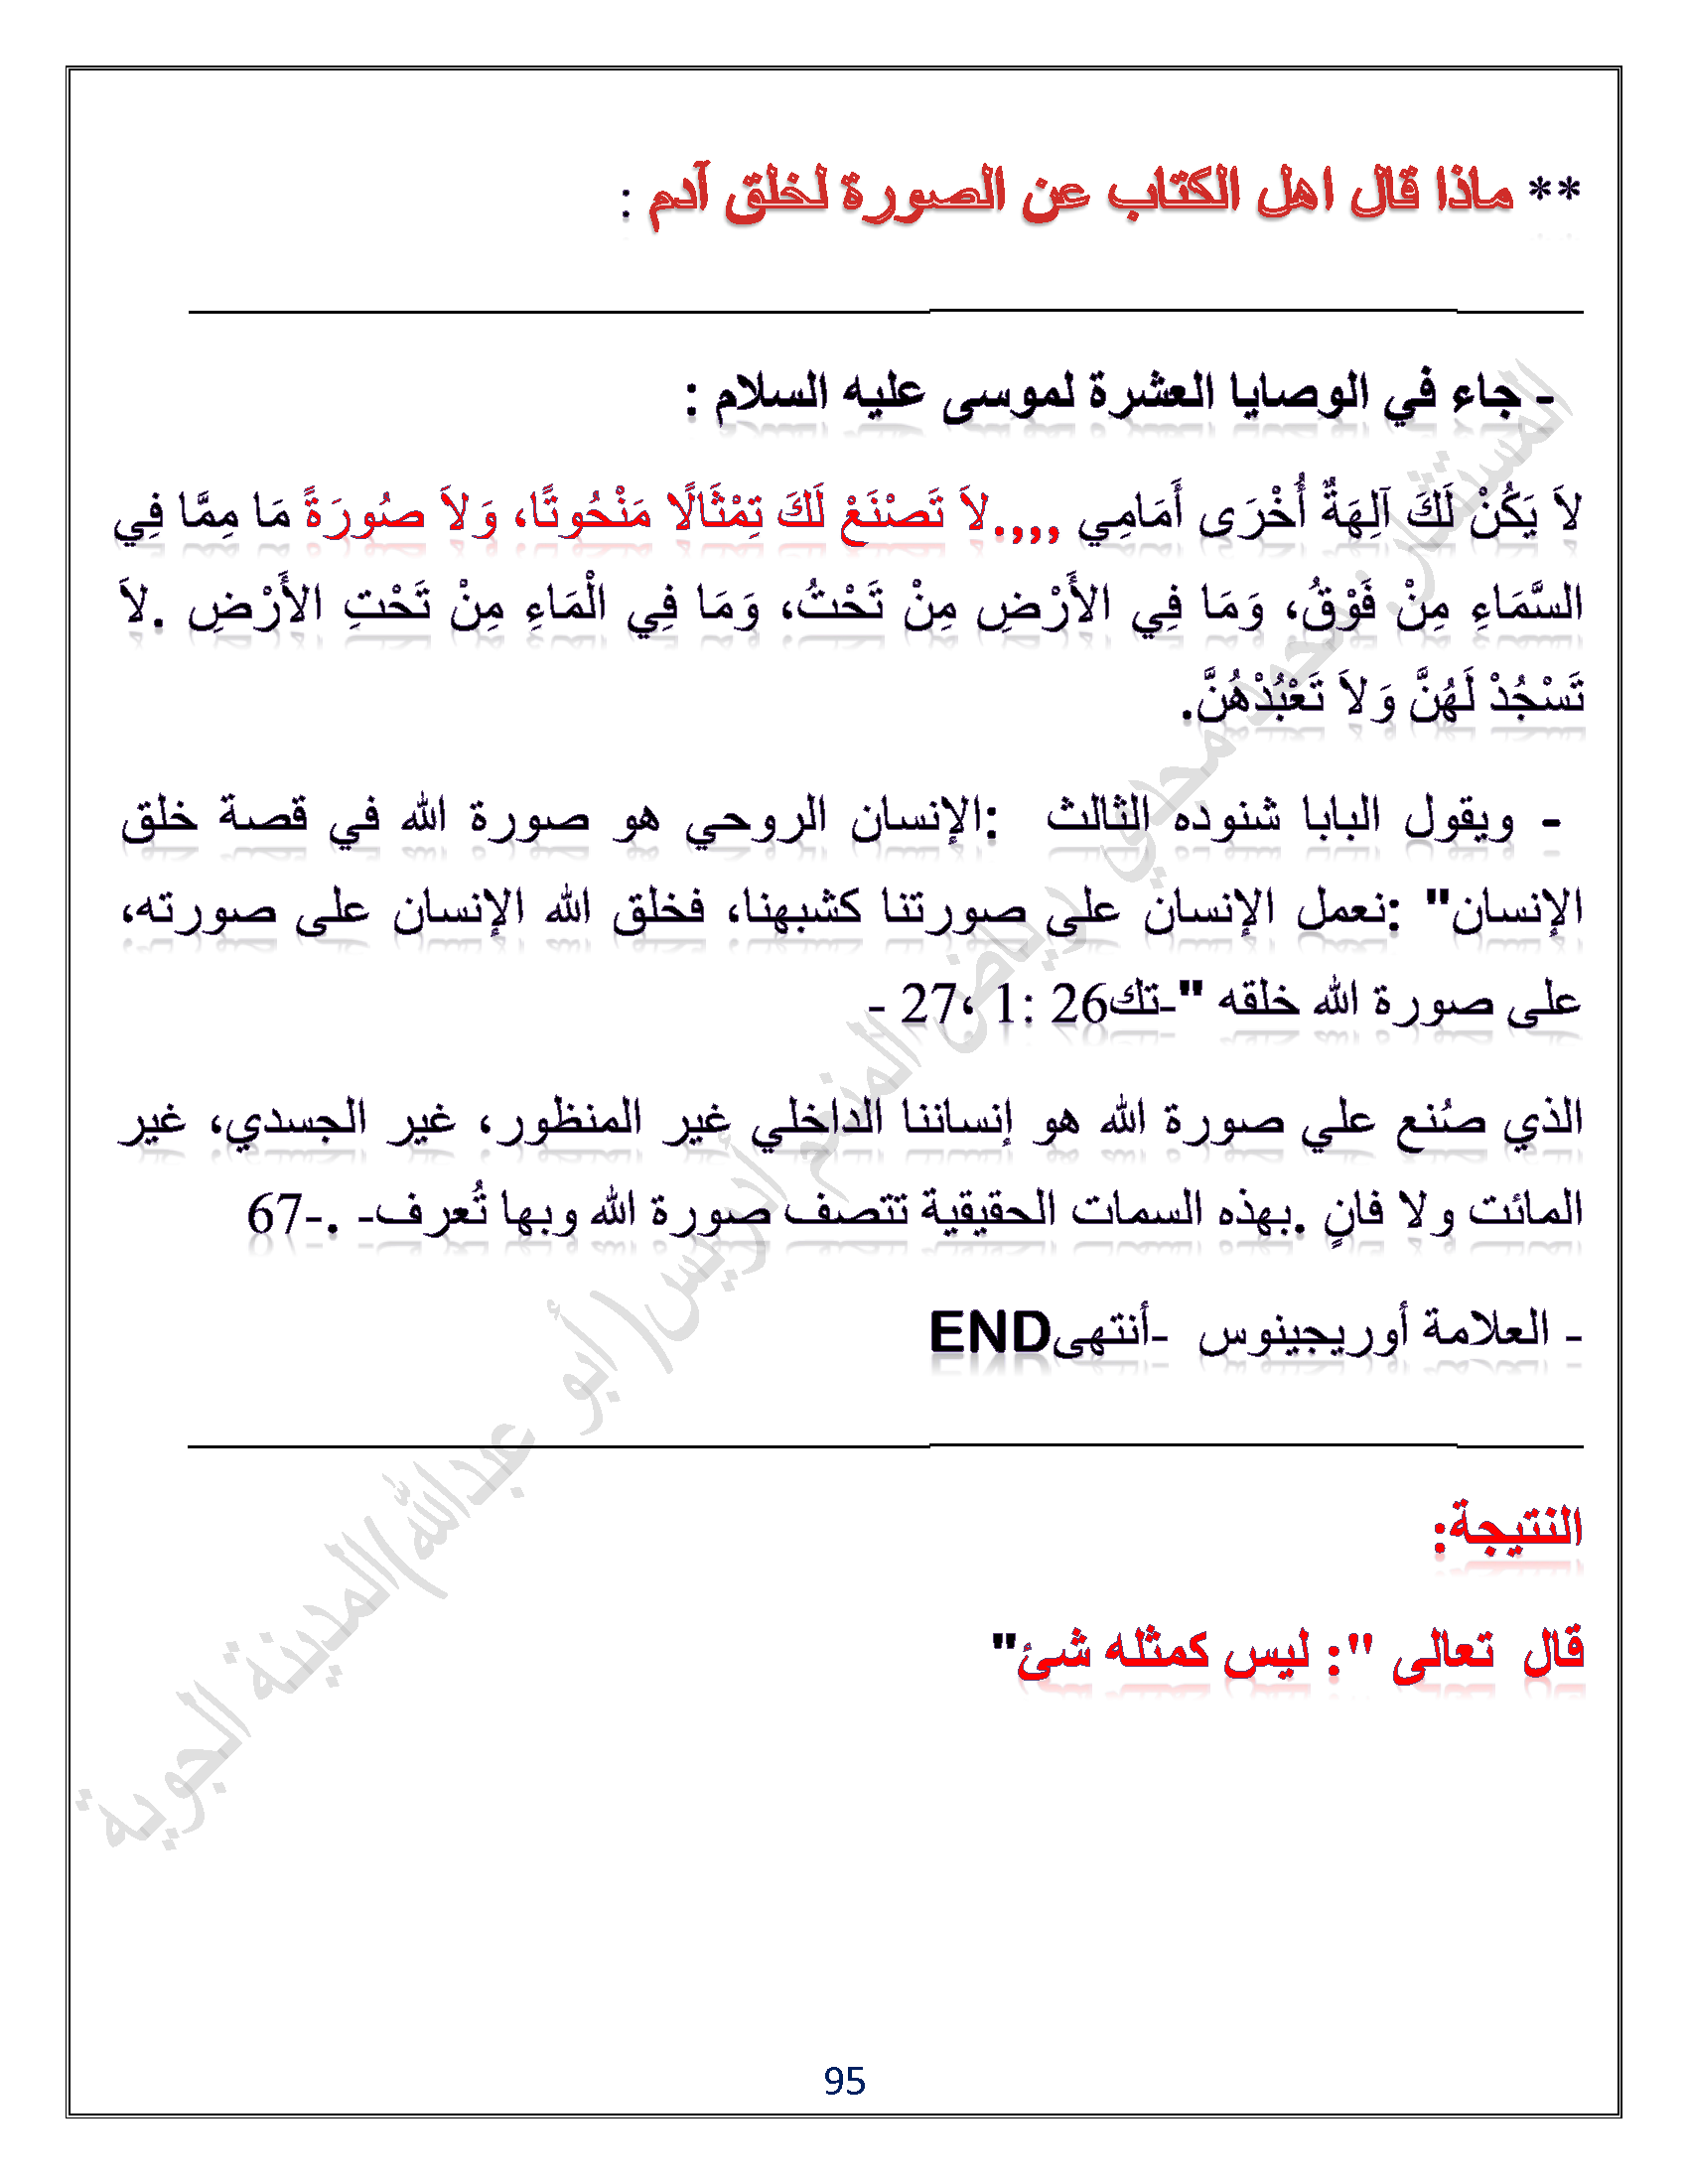 ** ماذا قال اهل الكتاب عن الصورة لخلق آدم :
- جاء في الوصايا العشرة لموسى عليه السلام :
لاَ يَكُنْ لَكَ آلِهَةٌ أُخْرَى أَمَامِي ,,,.لاَ تَصْنَعْ لَكَ تِمْثَالًا مَنْحُوتًا، وَلاَ صُورَةً مَا مِمَّا فِي
السَّمَاءِ مِنْ فَوْقُ، وَمَا فِي الأَرْضِ مِنْ تَحْتُ، وَمَا فِي الْمَاءِ مِنْ تَحْتِ الأَرْضِ .لاَ
تَسْجُدْ لَهُنَّ وَلاَ تَعْبُدْهُنَّ.
- ويقول البابا شنوده الثالث :الإنسان الروحي هو صورة الله في قصة خلق
الإنسان" :نعمل الإنسان على صورتنا كشبهنا، فخلق الله الإنسان على صورته،
على صورة الله خلقه "-تك26 :1 ،27 -
الذي صُنع علي صورة الله هو إنساننا الداخلي غير المنظور، غير الجسدي، غير
المائت ولا فانٍ .بهذه السمات الحقيقية تتصف صورة الله وبها تُعرف- .-67
- العلامة أوريجينوس -أنتهىEND
النتيجة:
قال تعالى ": ليس كمثله شئ"
المستشار. محمود مجدي رياض المنعم أدريس(أبو عبدالله)المدينة الجوية
95